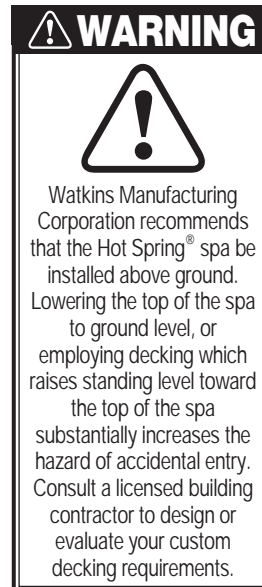 WARNING
Watkins Manufacturing
Corporation recommends
that the Hot Spring® spa be
installed above ground.
Lowering the top of the spa
to ground level, or
employing decking which
raises standing level toward
the top of the spa
substantially increases the
hazard of accidental entry.
Consult a licensed building
contractor to design or
evaluate your custom
decking requirements.